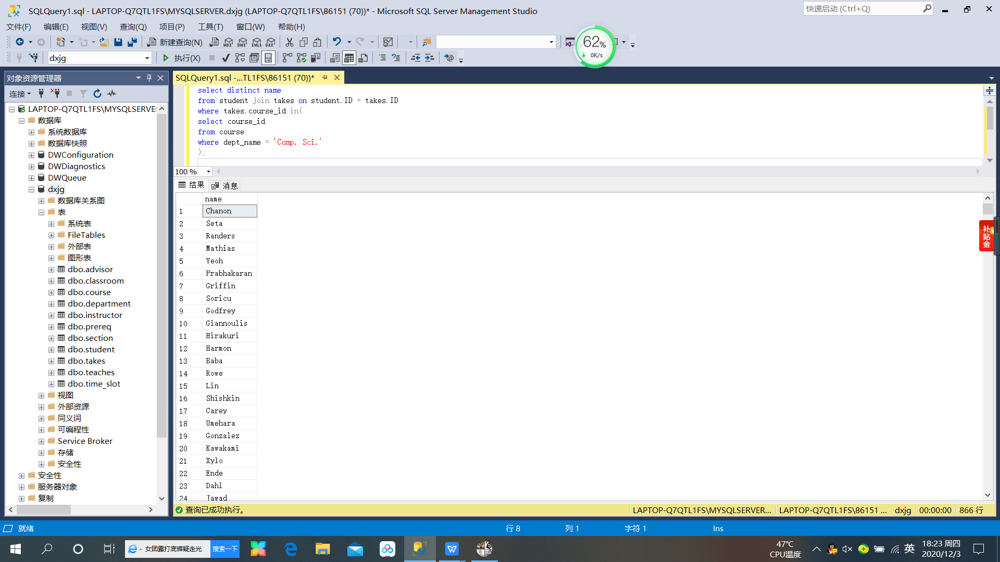 SQLQuery1.sql - LAPTOP-Q7QTL1FS\MYSQLSERVER.dxjg (LAPTOP-Q7QTL1FS\86151 (70))* - Microsoft SQL Server Management Studio
快速启动 (Ctrl+Q)
文件(F) 编辑(E) 视图(V) 查询(Q) 项目(P) 工具(T) 窗口(W) 帮助(H)
新建查询(N) MDX DMX XMLA DAX
62%
0K/s
dxjg 执行(X)
对象资源管理器
连接
LAPTOP-Q7QTL1FS\MYSQLSERVE
数据库
系统数据库
数据库快照
DWConfiguration
DWDiagnostics
DWQueue
dxjg
数据库关系图
表
系统表
FileTables
外部表
图形表
dbo.advisor
dbo.classroom
dbo.course
dbo.department
dbo.instructor
dbo.prereq
dbo.section
dbo.student
dbo.takes
dbo.teaches
dbo.time_slot
视图
外部资源
同义词
可编程性
Service Broker
存储
安全性
安全性
服务器对象
复制
SQLQuery1.sql -...TL1FS\86151 (70))*
select distinct name
from student join takes on student.ID = takes.ID
where takes.course_id in(
select course_id
from course
where dept_name = 'Comp. Sci.'
);
100 %
结果 消息
name
1 Chanon
2 Seta
3 Randers
4 Mathias
5 Yeoh
6 Prabhakaran
7 Griffin
8 Soricu
9 Godfrey
10 Giannoulis
11 Hirakuri
12 Harmon
13 Baba
14 Rowe
15 Lin
16 Shishkin
17 Carey
18 Umehara
19 Gonzalez
20 Kawakami
21 Xylo
22 Ende
23 Dahl
24 Jawad
补贴金
查询已成功执行。 LAPTOP-Q7QTL1FS\MYSQLSERVER... LAPTOP-Q7QTL1FS\86151 ... dxjg 00:00:00 866 行
就绪 行 8 列 1 字符 1 Ins
女团露打底裤疑走光 搜索一下
47℃
CPU温度
英
18:23 周四
2020/12/3